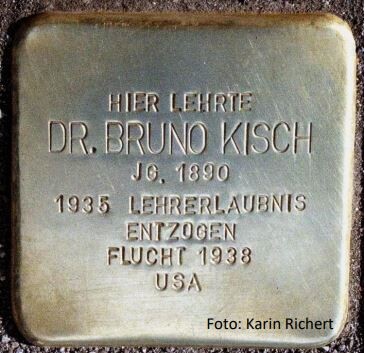 HIER LEHRTE
DR. BRUNO KISCH
JG. 1890
1935 LEHRERLAUBNIS
ENTZOGEN
FLUCHT 1938
USA
Foto: Karin Richert